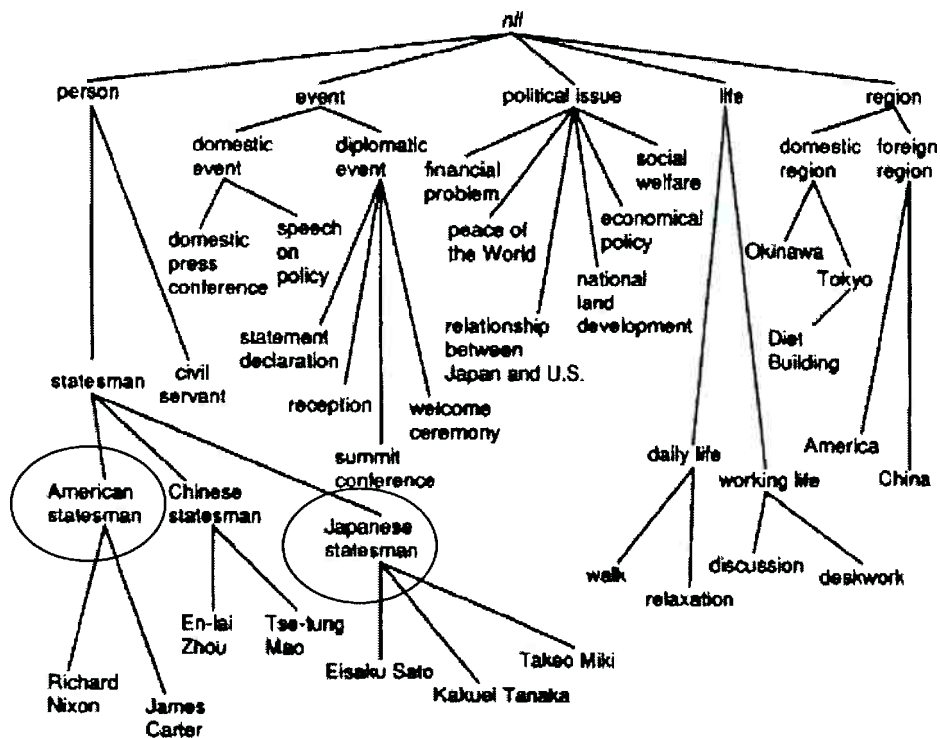 nil
person
event
political issue
life
region
domestic
event
diplomatic
event
financial
problem
social
welfare
domestic
region
foreign
region
domestic
press
conference
speech
on
policy
peace of
the World
economical
policy
Okinawa
Tokyo
national
land
development
statement
declaration
relationship
between
Japan and U.S.
Diet
Building
statesman
civil
servant
reception
welcome
ceremony
summit
conference
America
China
daily life
working life
American
statesman
Chinese
statesman
Japanese
statesman
walk
relaxation
discussion
deskwork
En-lai
Zhou
Tse-tung
Mao
Eisaku Sato
Kakuei Tanaka
Takeo Miki
Richard
Nixon
James
Carter